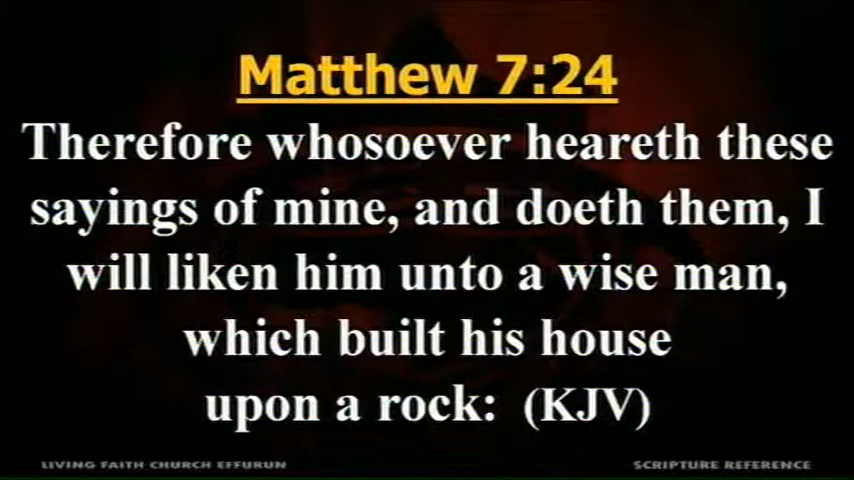 Matthew 7:24
Therefore whosoever heareth these
sayings of mine, and doeth them, I
will liken him unto a wise man,
which built his house
upon a rock: (KJV)
LIVING FAITH CHURCH EFFURUN
SCRIPTURE REFERENCE